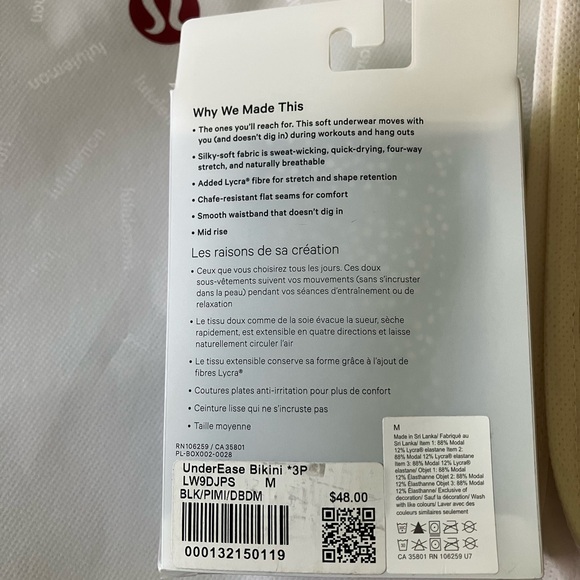 lululemon
lululemon
lululemon
lululemon
Why We Made This
• The ones you'll reach for. This soft underwear moves with
you (and doesn't dig in) during workouts and hang outs
• Silky-soft fabric is sweat-wicking, quick-drying, four-way
stretch, and naturally breathable
• Added Lycra® fibre for stretch and shape retention
• Chafe-resistant flat seams for comfort
• Smooth waistband that doesn't dig in
• Mid rise
Les raisons de sa création
• Ceux que vous choisirez tous les jours. Ces doux
sous-vêtements suivent vos mouvements (sans s'incruster
dans la peau) pendant vos séances d'entraînement ou de
relaxation
• Le tissu doux comme de la soie évacue la sueur, sèche
rapidement, est extensible en quatre directions et laisse
naturellement circuler l'air
• Le tissu extensible conserve sa forme grâce à l'ajout de
fibres Lycra®
• Coutures plates anti-irritation pour plus de confort
• Ceinture lisse qui ne s'incruste pas
• Taille moyenne
RN 106259 / CA 35801
PL-BOX002-0028
UnderEase Bikini *3P
LW9DJPS M
BLK/PIMI/DBDM
$48.00
000132150119
M
Made in Sri Lanka/ Fabriqué au
Sri Lanka/ Item 1: 88% Modal
12% Lycra® elastane Item 2:
88% Modal 12% Lycra® elastane
Item 3: 88% Modal 12% Lycra®
elastane/ Objet 1: 88% Modal
12% Élasthanne Objet 2: 88% Modal
12% Élasthanne Objet 3: 88% Modal
12% Élasthanne/ Exclusive of
decoration/ Sauf la décoration/ Wash
with like colours/ Laver avec des
couleurs similaires seulement
CA 35801 RN 106259 U7